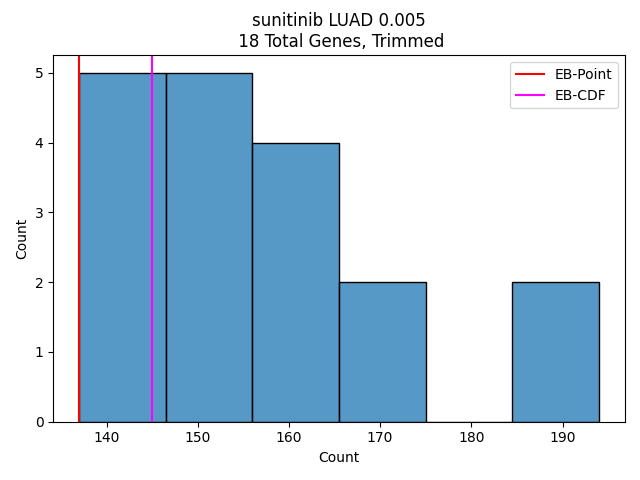 sunitinib LUAD 0.005
18 Total Genes, Trimmed
EB-Point
EB-CDF
5
4
3
2
1
0
Count
140 150 160 170 180 190
Count